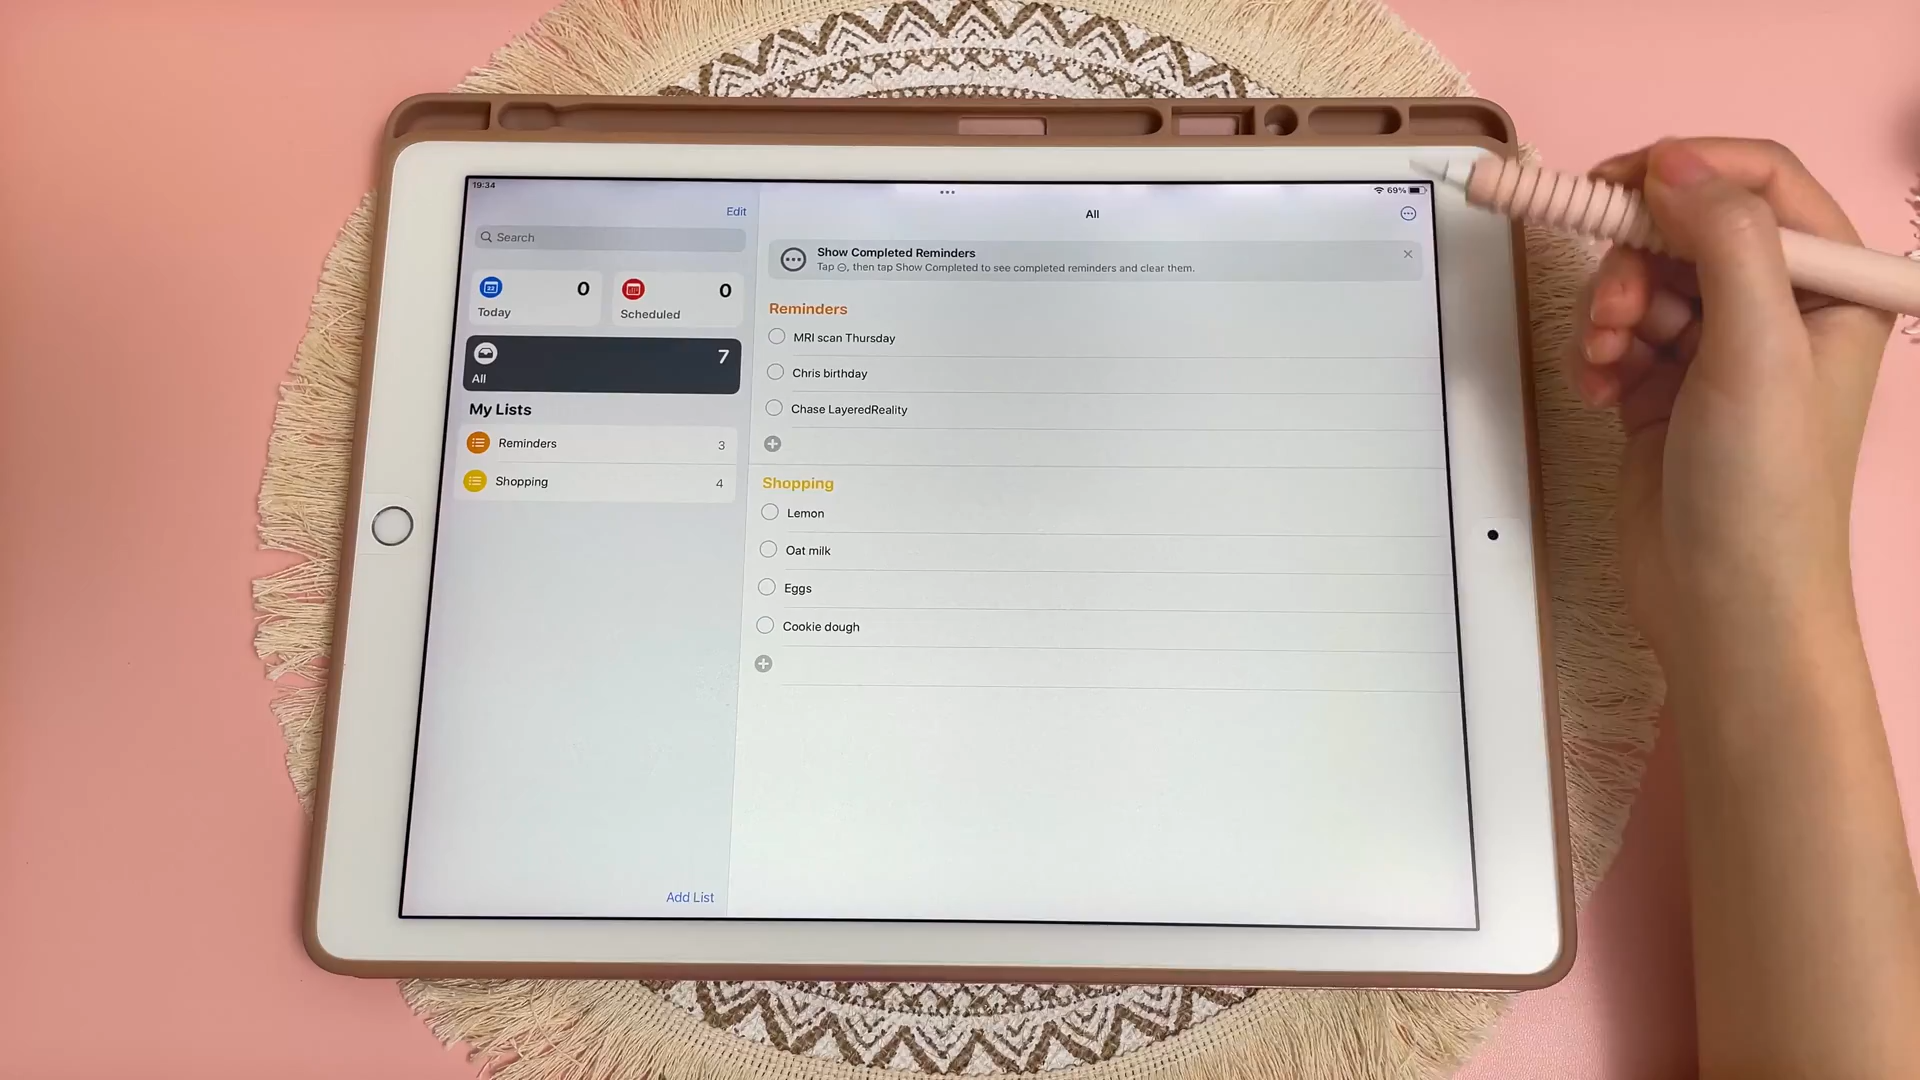 19:34
69%
Edit
All
Search
Show Completed Reminders
Tap ⊝, then tap Show Completed to see completed reminders and clear them.
22
0
Today
0
Scheduled
7
All
My Lists
Reminders 3
Shopping 4
Add List
Reminders
MRI scan Thursday
Chris birthday
Chase LayeredReality
Shopping
Lemon
Oat milk
Eggs
Cookie dough